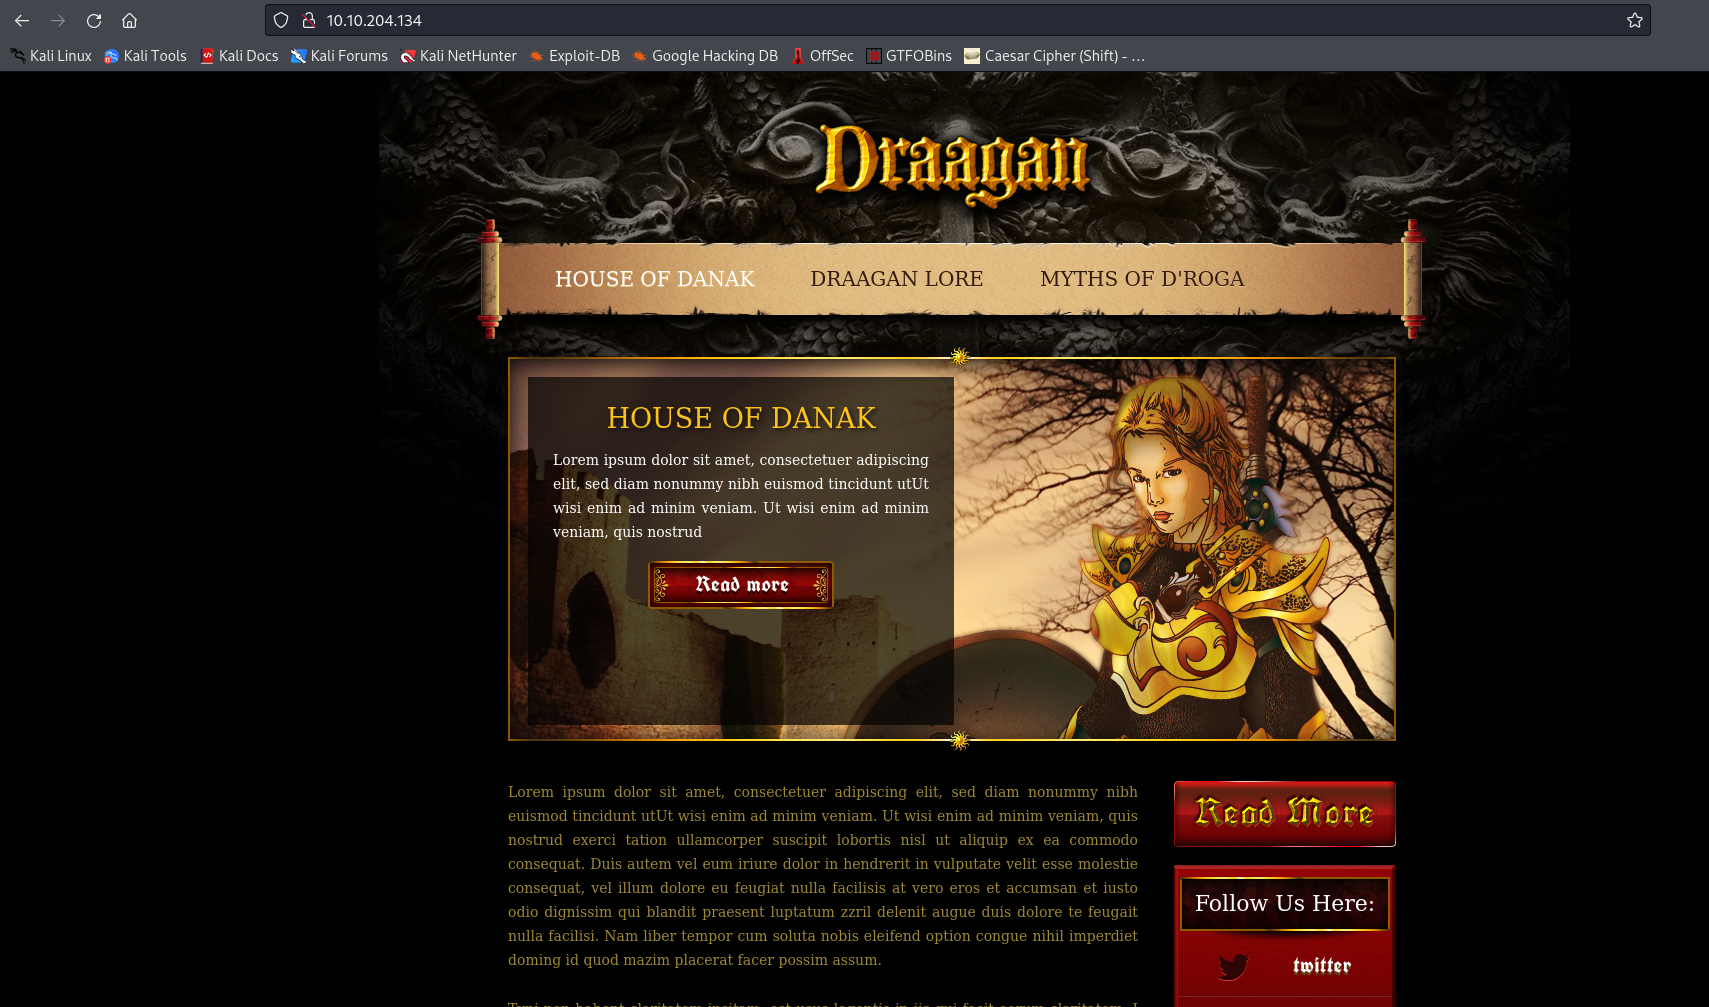 10.10.204.134
Kali Linux Kali Tools Kali Docs Kali Forums Kali NetHunter Exploit-DB Google Hacking DB OffSec GTFOBins Caesar Cipher (Shift) - …
Draagan
HOUSE OF DANAK DRAAGAN LORE MYTHS OF D'ROGA
HOUSE OF DANAK
Lorem ipsum dolor sit amet, consectetuer adipiscing
elit, sed diam nonummy nibh euismod tincidunt utUt
wisi enim ad minim veniam. Ut wisi enim ad minim
veniam, quis nostrud
Read more
Lorem ipsum dolor sit amet, consectetuer adipiscing elit, sed diam nonummy nibh
euismod tincidunt utUt wisi enim ad minim veniam. Ut wisi enim ad minim veniam, quis
nostrud exerci tation ullamcorper suscipit lobortis nisl ut aliquip ex ea commodo
consequat. Duis autem vel eum iriure dolor in hendrerit in vulputate velit esse molestie
consequat, vel illum dolore eu feugiat nulla facilisis at vero eros et accumsan et iusto
odio dignissim qui blandit praesent luptatum zzril delenit augue duis dolore te feugait
nulla facilisi. Nam liber tempor cum soluta nobis eleifend option congue nihil imperdiet
doming id quod mazim placerat facer possim assum.
Read More
Follow Us Here:
twitter